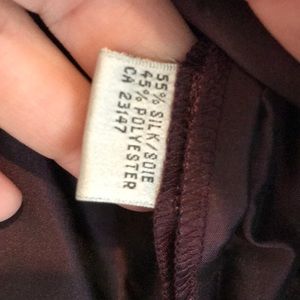 55% SILK/SOIE
45% POLYESTER
CA 23147